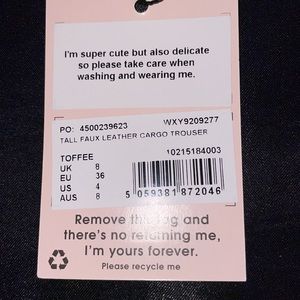 I'm super cute but also delicate
so please take care when
washing and wearing me.
PO: 4500239623 WXY9209277
TALL FAUX LEATHER CARGO TROUSER
TOFFEE 10215184003
UK 8
EU 36
US 4
AUS 8
5 059381 872046
Remove this tag and
there's no returning me,
I'm yours forever.
Please recycle me